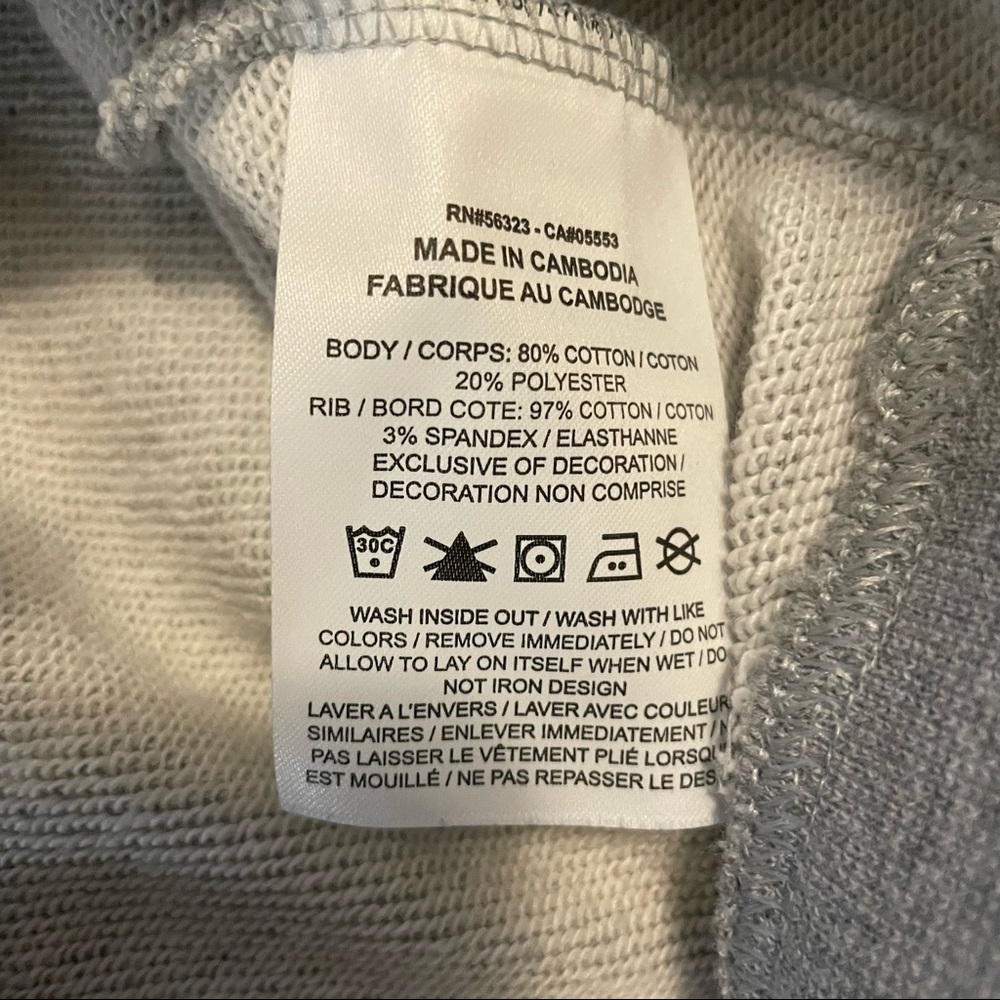 RN#56323 - CA#05553
MADE IN CAMBODIA
FABRIQUE AU CAMBODGE
BODY / CORPS: 80% COTTON / COTON
20% POLYESTER
RIB / BORD COTE: 97% COTTON / COTON
3% SPANDEX / ELASTHANNE
EXCLUSIVE OF DECORATION /
DECORATION NON COMPRISE
30C
WASH INSIDE OUT / WASH WITH LIKE
COLORS / REMOVE IMMEDIATELY / DO NOT
ALLOW TO LAY ON ITSELF WHEN WET / DO
NOT IRON DESIGN
LAVER A L'ENVERS / LAVER AVEC COULEUR
SIMILAIRES / ENLEVER IMMEDIATEMENT /
PAS LAISSER LE VÊTEMENT PLIÉ
EST MOUILLÉ / NE PAS REPASSER LE